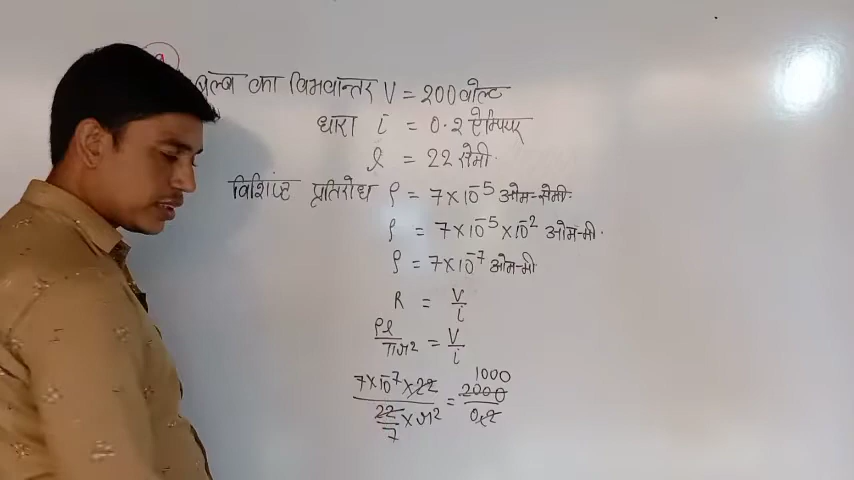 बल्ब का विभवान्तर V = 200 वोल्ट
धारा i = 0.2 ऐम्पियर
l = 22 सेमी.
विशिष्ट प्रतिरोध ρ = 7×10⁻⁵ ओम-सेमी.
ρ = 7×10⁻⁵×10⁻² ओम-मी.
ρ = 7×10⁻⁷ ओम-मी
R = V/i
ρl/πr² = V/i
7×10⁻⁷×22 / (22/7 × r²) = 2000/0.2 1000